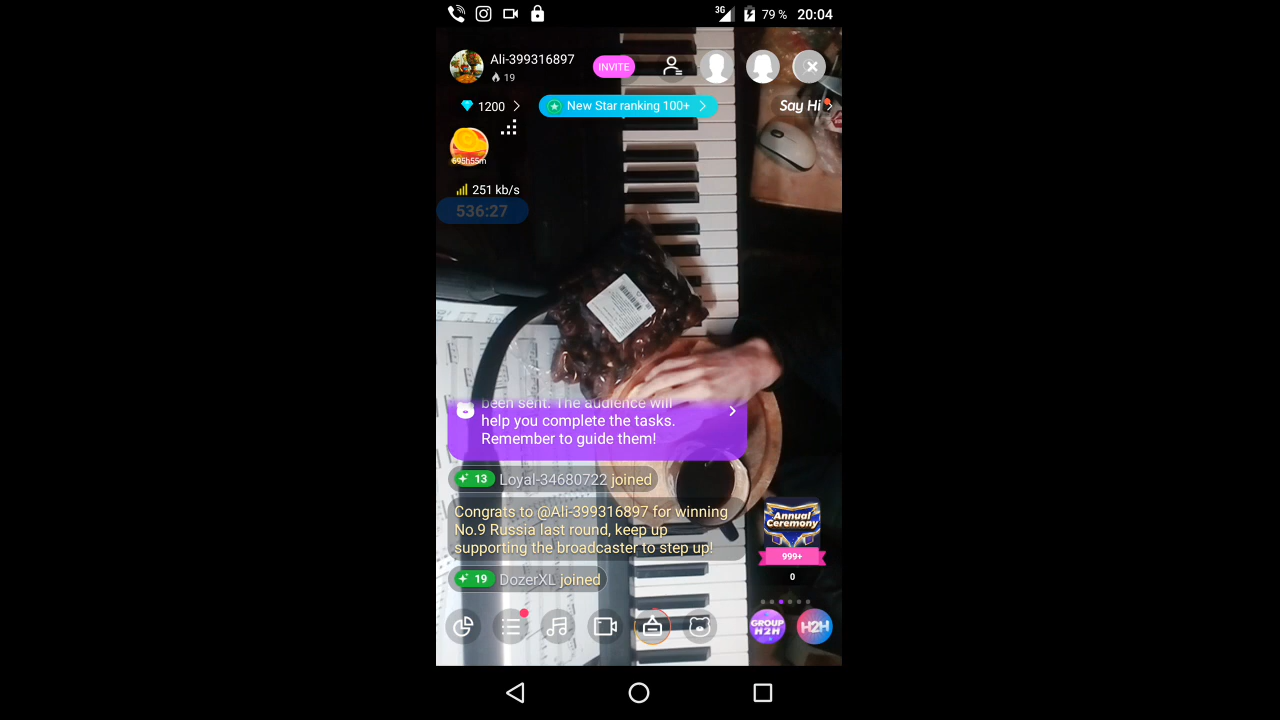 3G 79 % 20:04
Ali-399316897
19
INVITE
1200
New Star ranking 100+
Say Hi
695h55m
251 kb/s
536:27
been sent. The audience will
help you complete the tasks.
Remember to guide them!
13 Loyal-34680722 joined
Congrats to @Ali-399316897 for winning
No.9 Russia last round, keep up
supporting the broadcaster to step up!
19 DozerXL joined
Annual
Ceremony
999+
0
GROUP
H2H
H2H